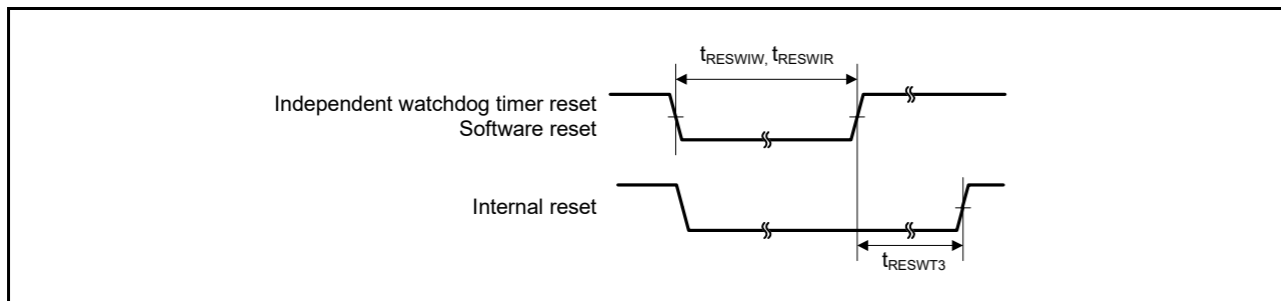 tRESWIW, tRESWIR
Independent watchdog timer reset
Software reset
Internal reset
tRESWT3